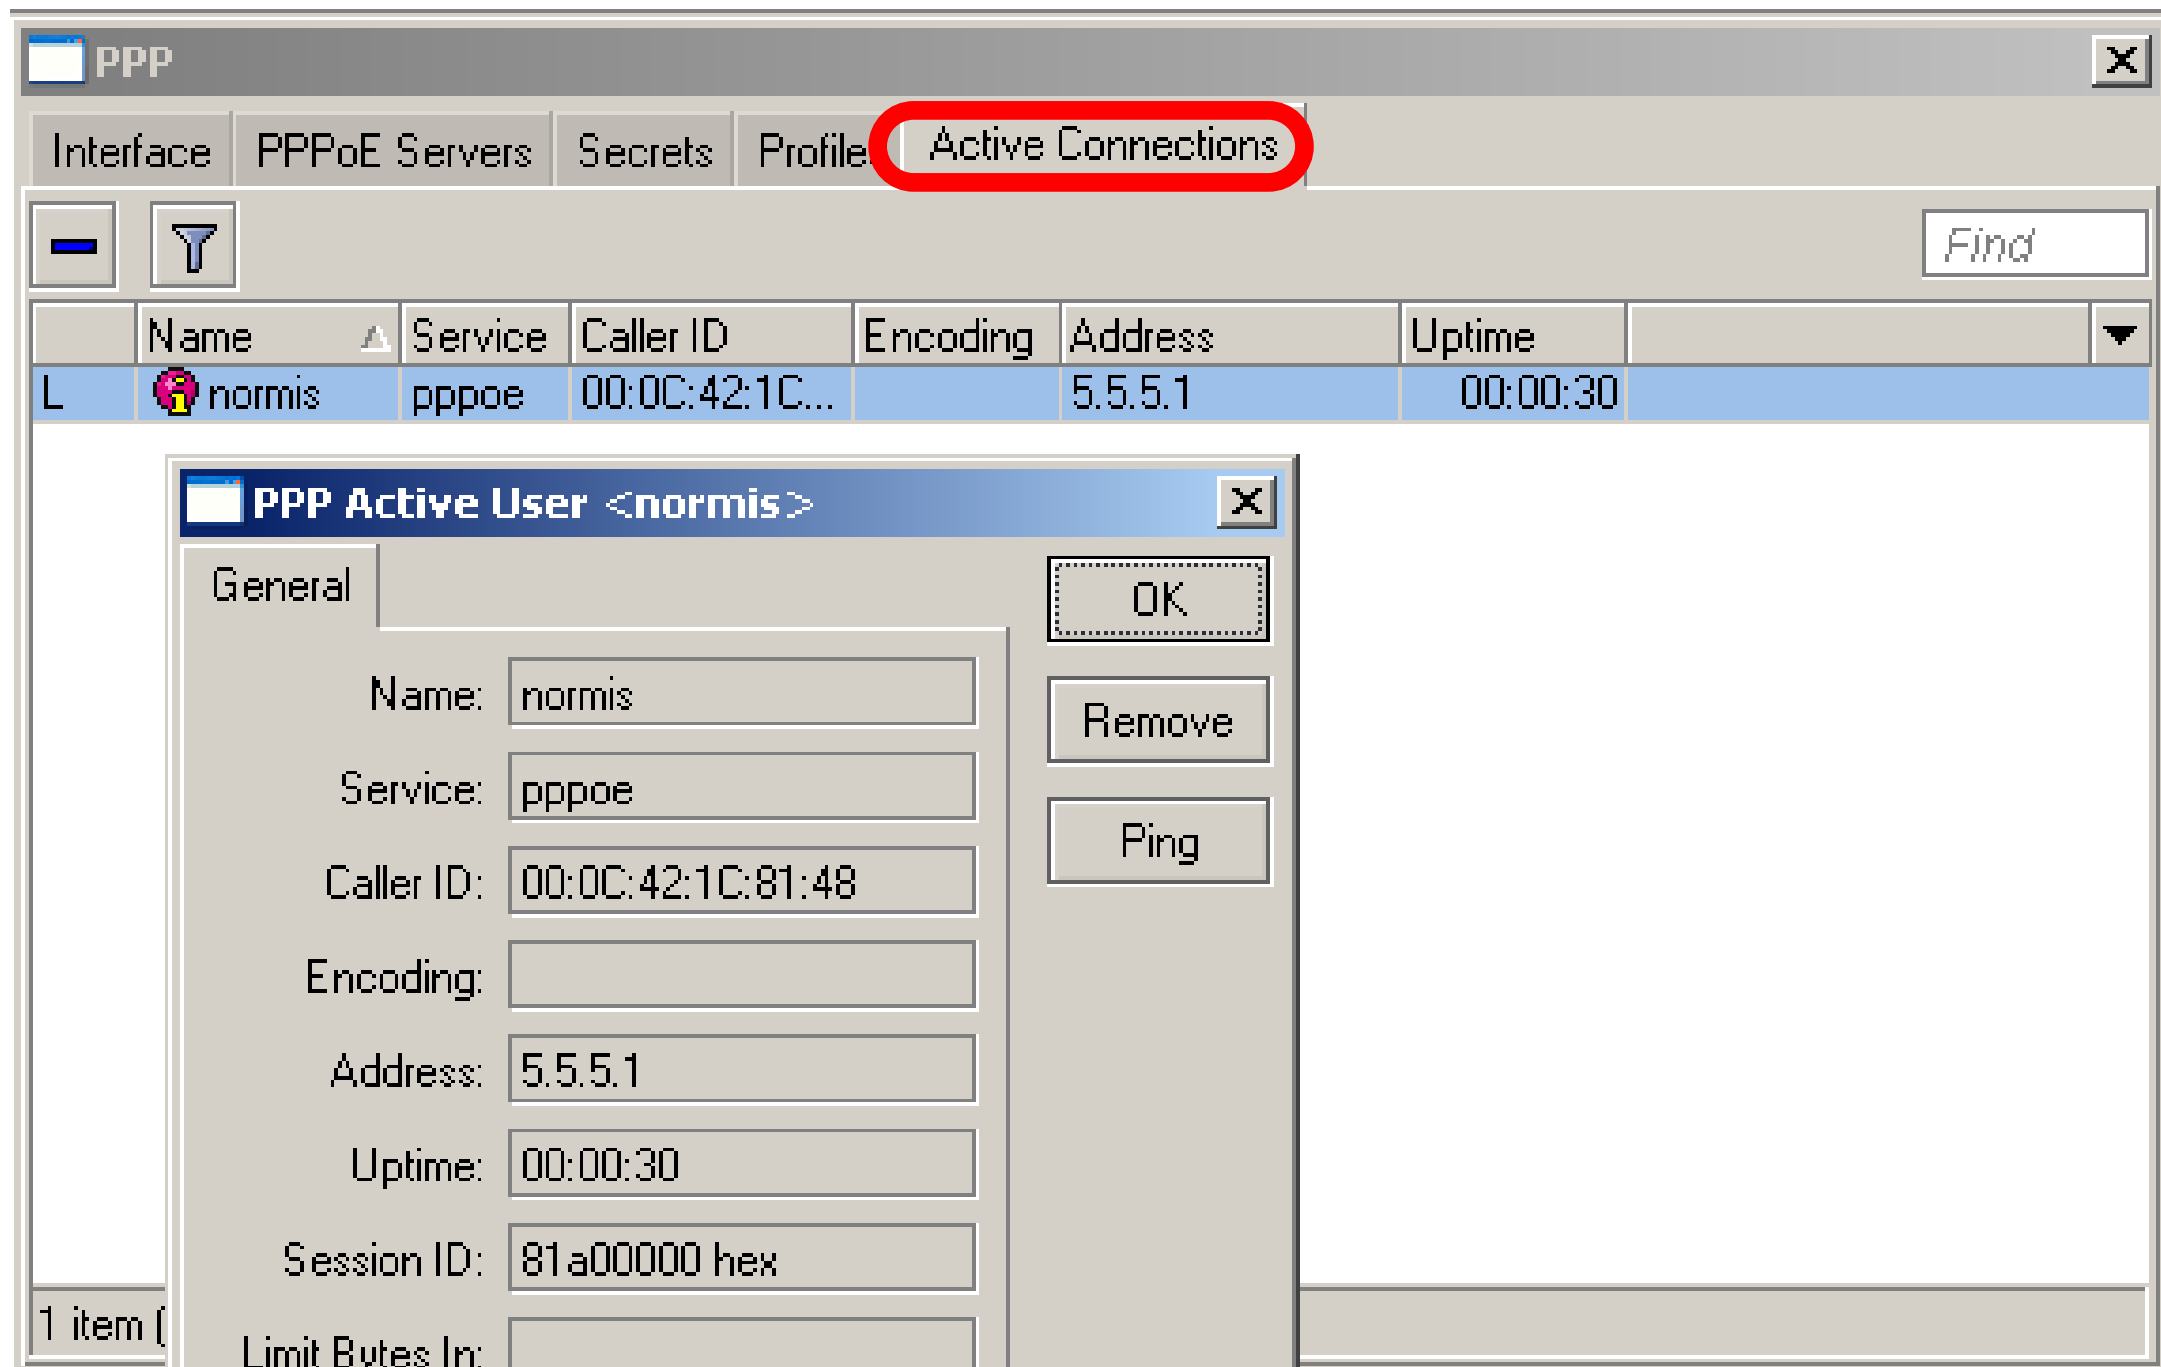 PPP
Interface PPPoE Servers Secrets Profile Active Connections
Find
Name Service Caller ID Encoding Address Uptime
L normis pppoe 00:0C:42:1C... 5.5.5.1 00:00:30
PPP Active User <normis>
General
OK
Name: normis
Remove
Service: pppoe
Ping
Caller ID: 00:0C:42:1C:81:48
Encoding:
Address: 5.5.5.1
Uptime: 00:00:30
Session ID: 81a00000 hex
1 item (
Limit Bytes In: